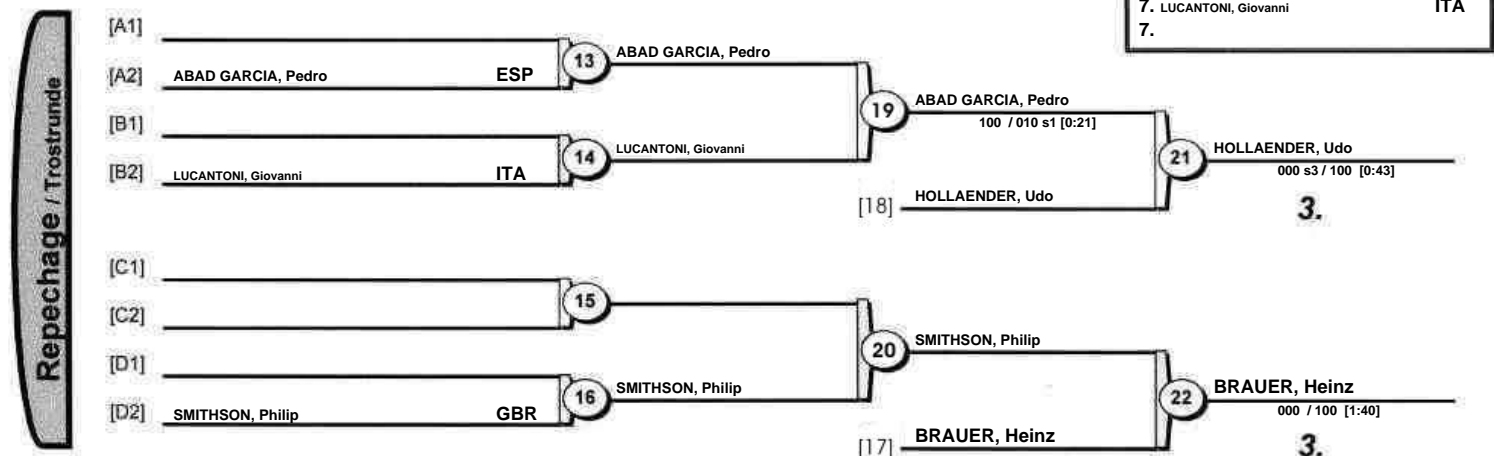 7. LUCANTONI, Giovanni ITA
7.
Repechage / Trostrunde
[A1]
[A2] ABAD GARCIA, Pedro ESP
13 ABAD GARCIA, Pedro
[B1]
[B2] LUCANTONI, Giovanni ITA
14 LUCANTONI, Giovanni
19 ABAD GARCIA, Pedro
100 / 010 s1 [0:21]
[18] HOLLAENDER, Udo
21 HOLLAENDER, Udo
000 s3 / 100 [0:43]
3.
[C1]
[C2]
15
[D1]
[D2] SMITHSON, Philip GBR
16 SMITHSON, Philip
20 SMITHSON, Philip
[17] BRAUER, Heinz
22 BRAUER, Heinz
000 / 100 [1:40]
3.